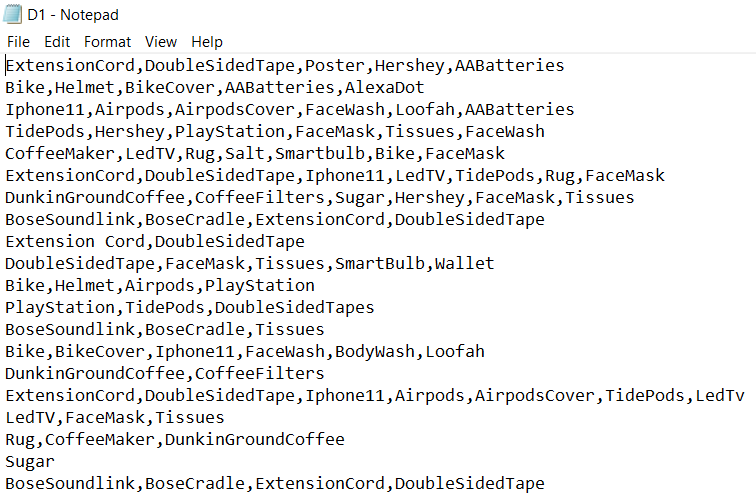 D1 - Notepad
File Edit Format View Help
ExtensionCord,DoubleSidedTape,Poster,Hershey,AABatteries
Bike,Helmet,BikeCover,AABatteries,AlexaDot
Iphone11,Airpods,AirpodsCover,FaceWash,Loofah,AABatteries
TidePods,Hershey,PlayStation,FaceMask,Tissues,FaceWash
CoffeeMaker,LedTV,Rug,Salt,Smartbulb,Bike,FaceMask
ExtensionCord,DoubleSidedTape,Iphone11,LedTV,TidePods,Rug,FaceMask
DunkinGroundCoffee,CoffeeFilters,Sugar,Hershey,FaceMask,Tissues
BoseSoundlink,BoseCradle,ExtensionCord,DoubleSidedTape
Extension Cord,DoubleSidedTape
DoubleSidedTape,FaceMask,Tissues,SmartBulb,Wallet
Bike,Helmet,Airpods,PlayStation
PlayStation,TidePods,DoubleSidedTapes
BoseSoundlink,BoseCradle,Tissues
Bike,BikeCover,Iphone11,FaceWash,BodyWash,Loofah
DunkinGroundCoffee,CoffeeFilters
ExtensionCord,DoubleSidedTape,Iphone11,Airpods,AirpodsCover,TidePods,LedTv
LedTV,FaceMask,Tissues
Rug,CoffeeMaker,DunkinGroundCoffee
Sugar
BoseSoundlink,BoseCradle,ExtensionCord,DoubleSidedTape